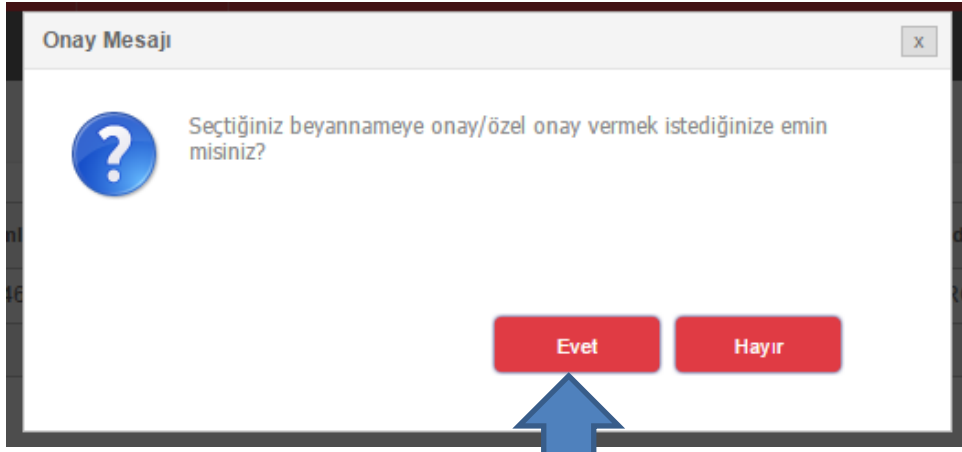 Onay Mesajı
x
Seçtiğiniz beyannameye onay/özel onay vermek istediğinize emin
misiniz?
Evet
Hayır